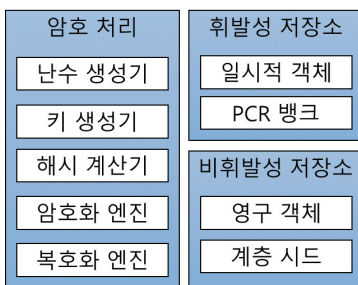 암호 처리
난수 생성기
키 생성기
해시 계산기
암호화 엔진
복호화 엔진
휘발성 저장소
일시적 객체
PCR 뱅크
비휘발성 저장소
영구 객체
계층 시드